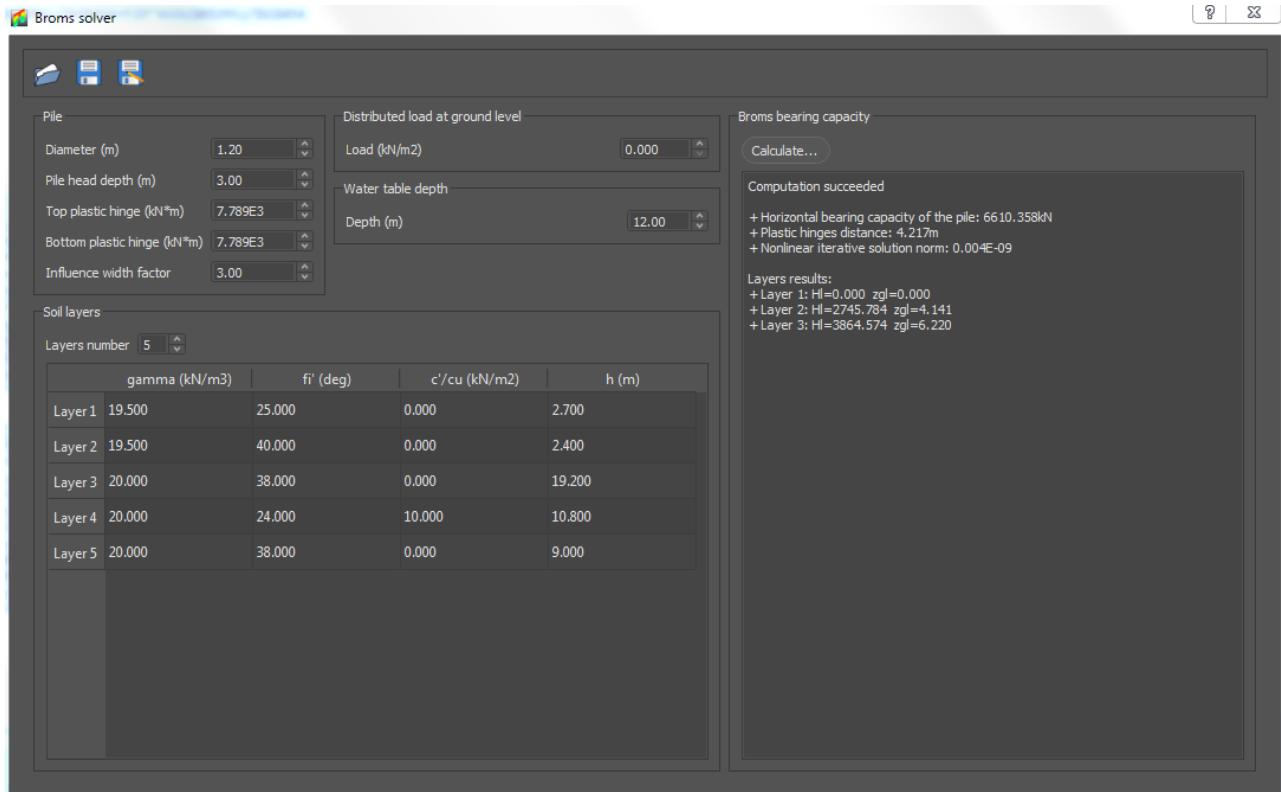 Broms solver
Pile
Diameter (m) 1.20
Pile head depth (m) 3.00
Top plastic hinge (kN*m) 7.789E3
Bottom plastic hinge (kN*m) 7.789E3
Influence width factor 3.00
Distributed load at ground level
Load (kN/m2) 0.000
Water table depth
Depth (m) 12.00
Soil layers
Layers number 5
gamma (kN/m3) fi' (deg) c'/cu (kN/m2) h (m)
Layer 1 19.500 25.000 0.000 2.700
Layer 2 19.500 40.000 0.000 2.400
Layer 3 20.000 38.000 0.000 19.200
Layer 4 20.000 24.000 10.000 10.800
Layer 5 20.000 38.000 0.000 9.000
Broms bearing capacity
Calculate...
Computation succeeded
+ Horizontal bearing capacity of the pile: 6610.358kN
+ Plastic hinges distance: 4.217m
+ Nonlinear iterative solution norm: 0.004E-09
Layers results:
+ Layer 1: Hl=0.000 zgl=0.000
+ Layer 2: Hl=2745.784 zgl=4.141
+ Layer 3: Hl=3864.574 zgl=6.220